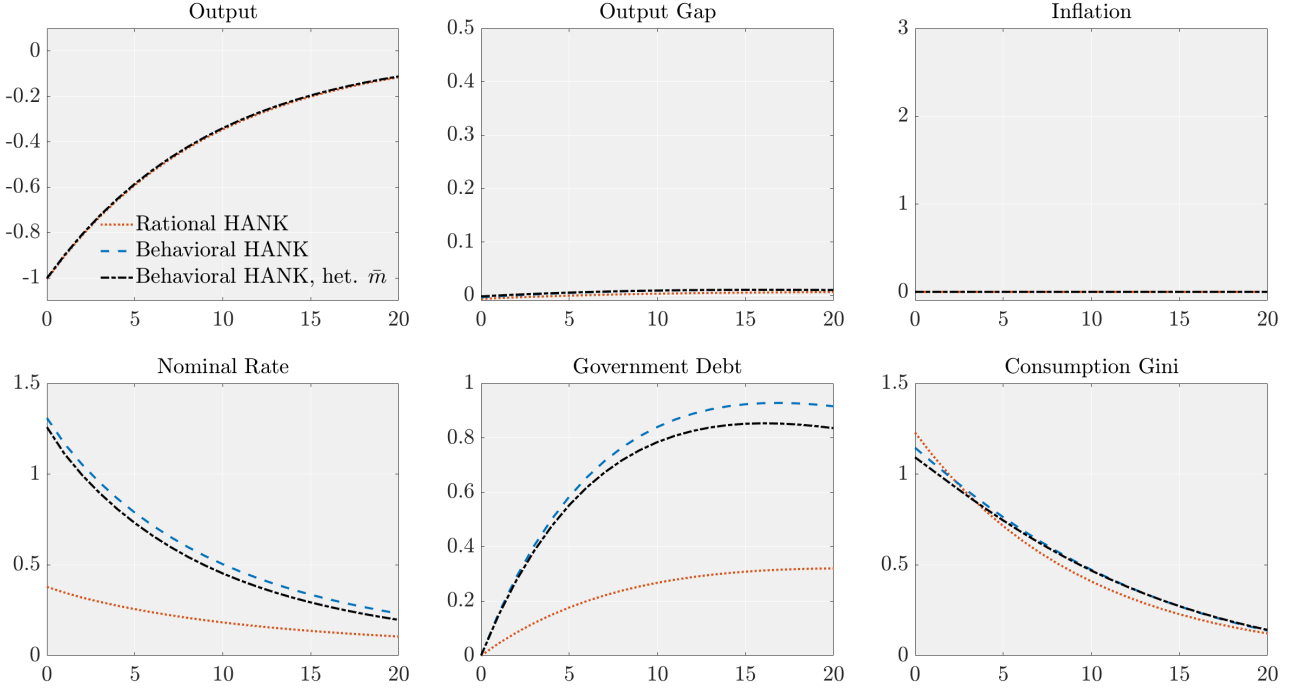 Output
0
-0.2
-0.4
-0.6
-0.8
-1
0 5 10 15 20
Rational HANK
Behavioral HANK
Behavioral HANK, het. m̄
Output Gap
0.5
0.4
0.3
0.2
0.1
0
0 5 10 15 20
Inflation
3
2
1
0
0 5 10 15 20
Nominal Rate
1.5
1
0.5
0
0 5 10 15 20
Government Debt
1
0.8
0.6
0.4
0.2
0
0 5 10 15 20
Consumption Gini
1.5
1
0.5
0
0 5 10 15 20